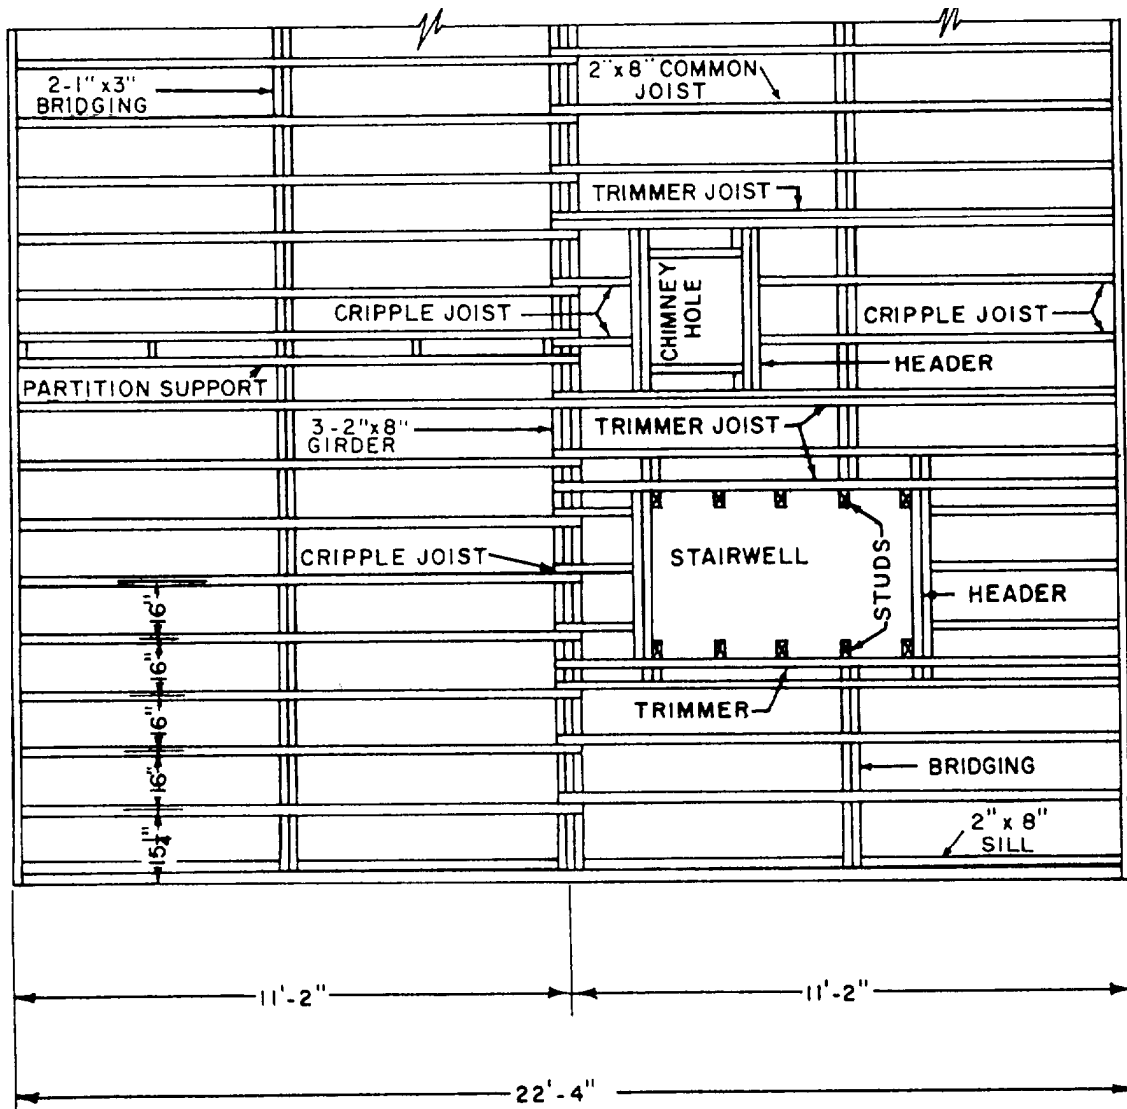 2-1" x3"
BRIDGING
2"x8" COMMON
JOIST
TRIMMER JOIST
CHIMNEY
HOLE
CRIPPLE JOIST
CRIPPLE JOIST
HEADER
PARTITION SUPPORT
3-2"x8"
GIRDER
TRIMMER JOIST
CRIPPLE JOIST
STAIRWELL
STUDS
HEADER
16"
16"
16"
16"
15¼"
TRIMMER
BRIDGING
2" x 8"
SILL
11'-2"
11'-2"
22'-4"